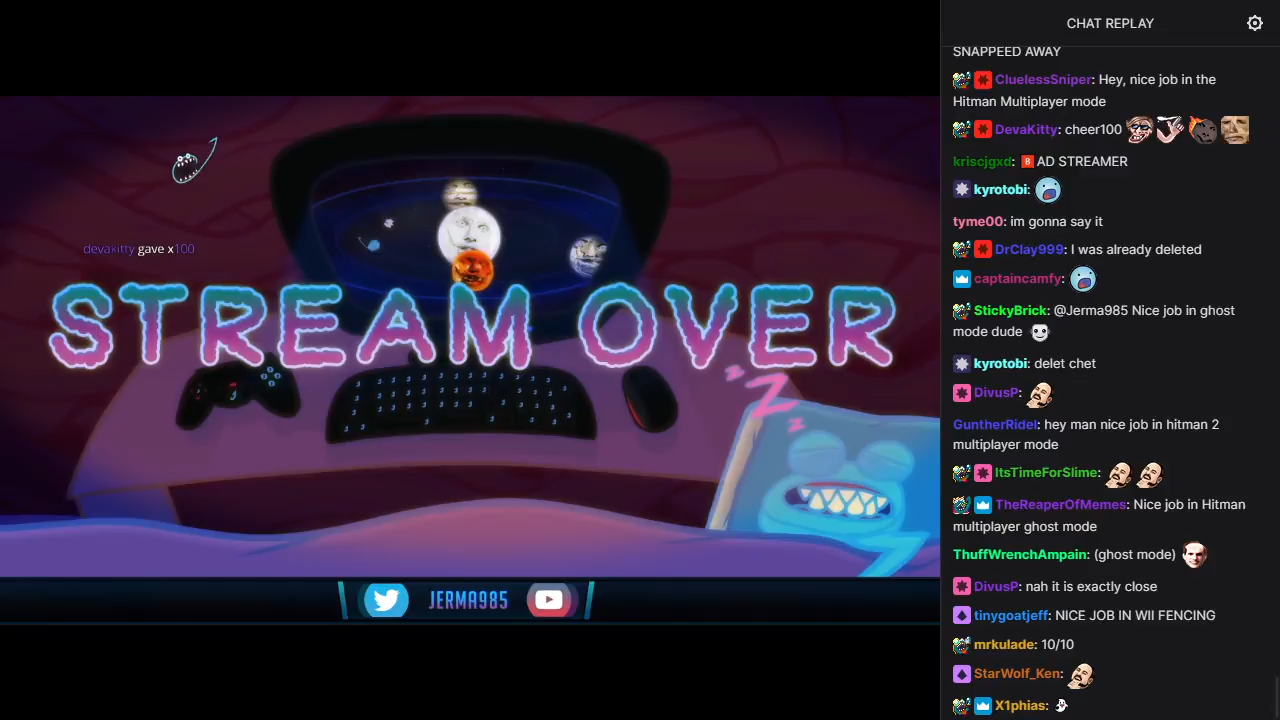 devakitty gave x100
STREAM OVER
z
Z
z
JERMA985
CHAT REPLAY
SNAPPEED AWAY
CluelessSniper: Hey, nice job in the
Hitman Multiplayer mode
DevaKitty: cheer100
kriscjgxd: B AD STREAMER
kyrotobi:
tyme00: im gonna say it
DrClay999: I was already deleted
captaincamfy:
StickyBrick: @Jerma985 Nice job in ghost
mode dude
kyrotobi: delet chet
DivusP:
GuntherRidel: hey man nice job in hitman 2
multiplayer mode
ItsTimeForSlime:
TheReaperOfMemes: Nice job in Hitman
multiplayer ghost mode
ThuffWrenchAmpain: (ghost mode)
DivusP: nah it is exactly close
tinygoatjeff: NICE JOB IN WII FENCING
mrkulade: 10/10
StarWolf_Ken:
X1phias: